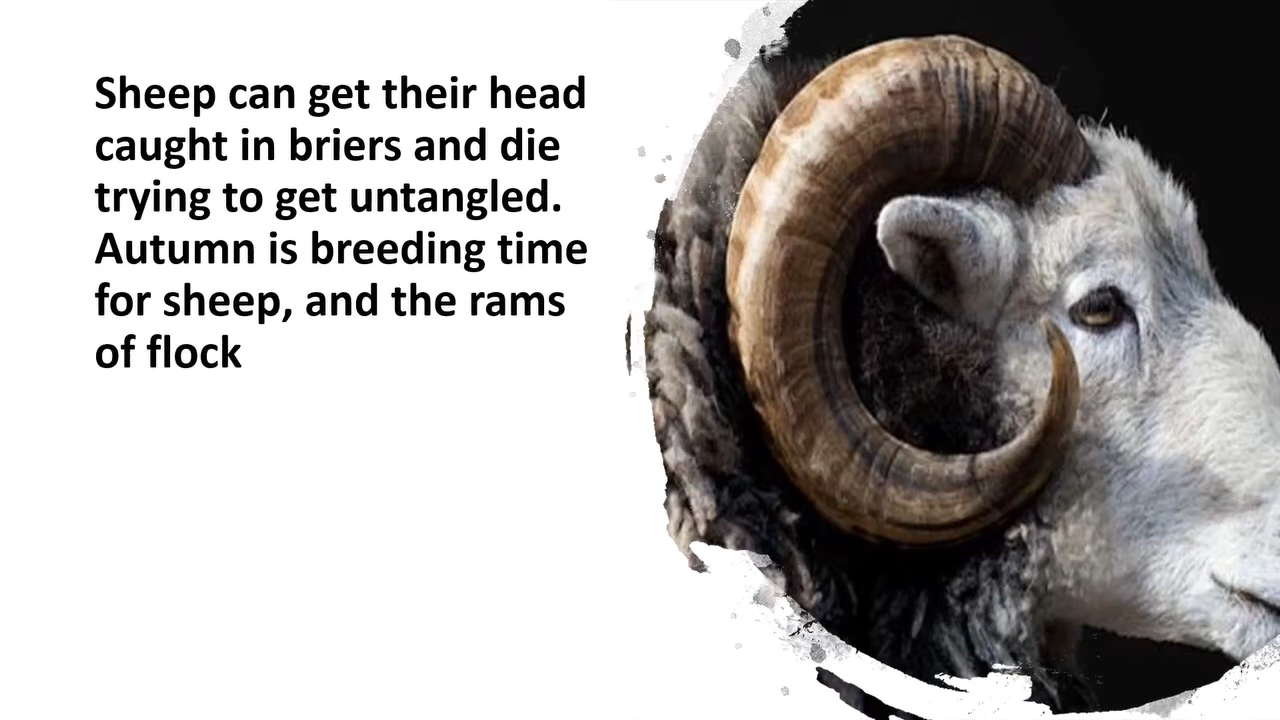 Sheep can get their head
caught in briers and die
trying to get untangled.
Autumn is breeding time
for sheep, and the rams
of flock